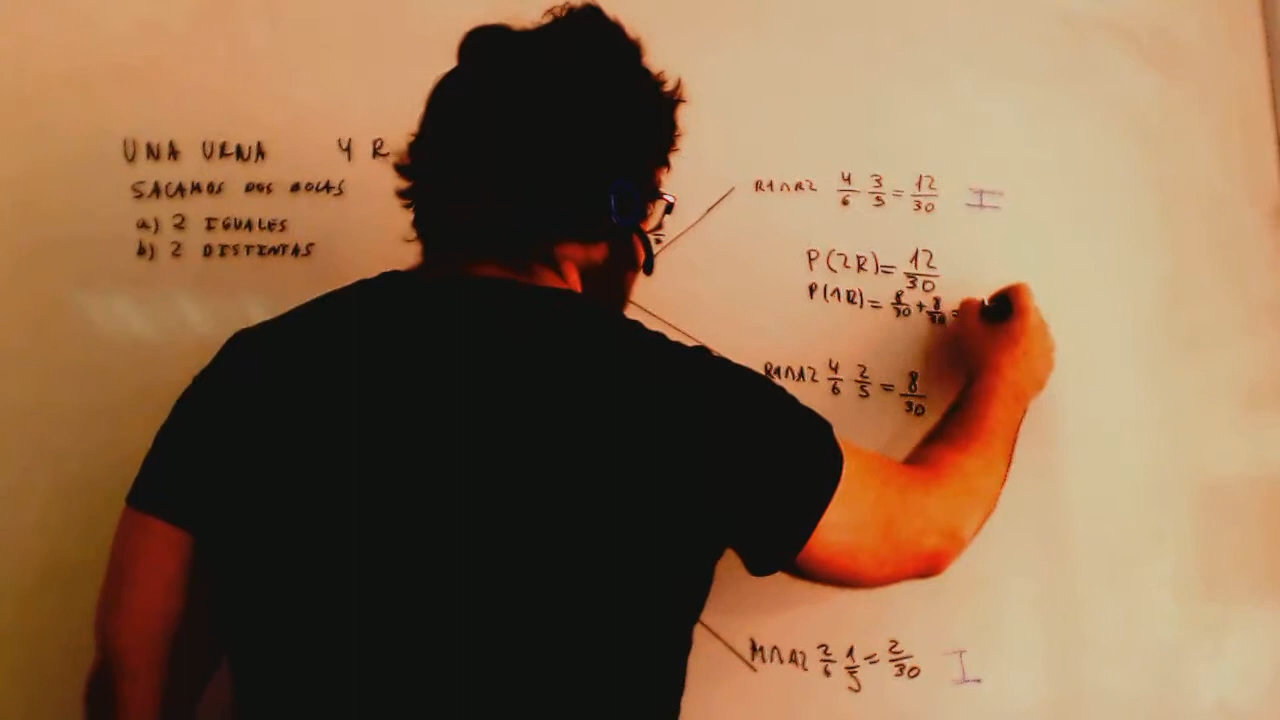 UNA URNA 4 R
SACAMOS DOS BOLAS
a) 2 IGUALES
b) 2 DISTINTAS
R1∩R2 4/6 3/5 = 12/30 I
P(2R)= 12/30
P(1R)= 8/30 + 8/30 =
R1∩A2 4/6 2/5 = 8/30
A1∩A2 2/6 1/5 = 2/30 I